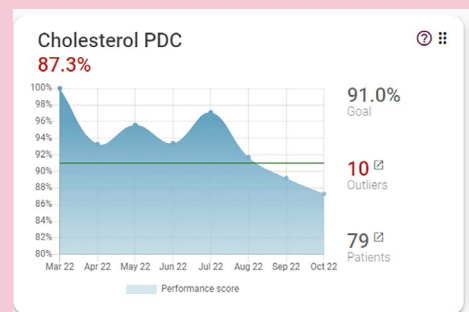 Cholesterol PDC
87.3%
100%
98%
96%
94%
92%
90%
88%
86%
84%
82%
80%
Mar 22 Apr 22 May 22 Jun 22 Jul 22 Aug 22 Sep 22 Oct 22
Performance score
91.0%
Goal
10
Outliers
79
Patients